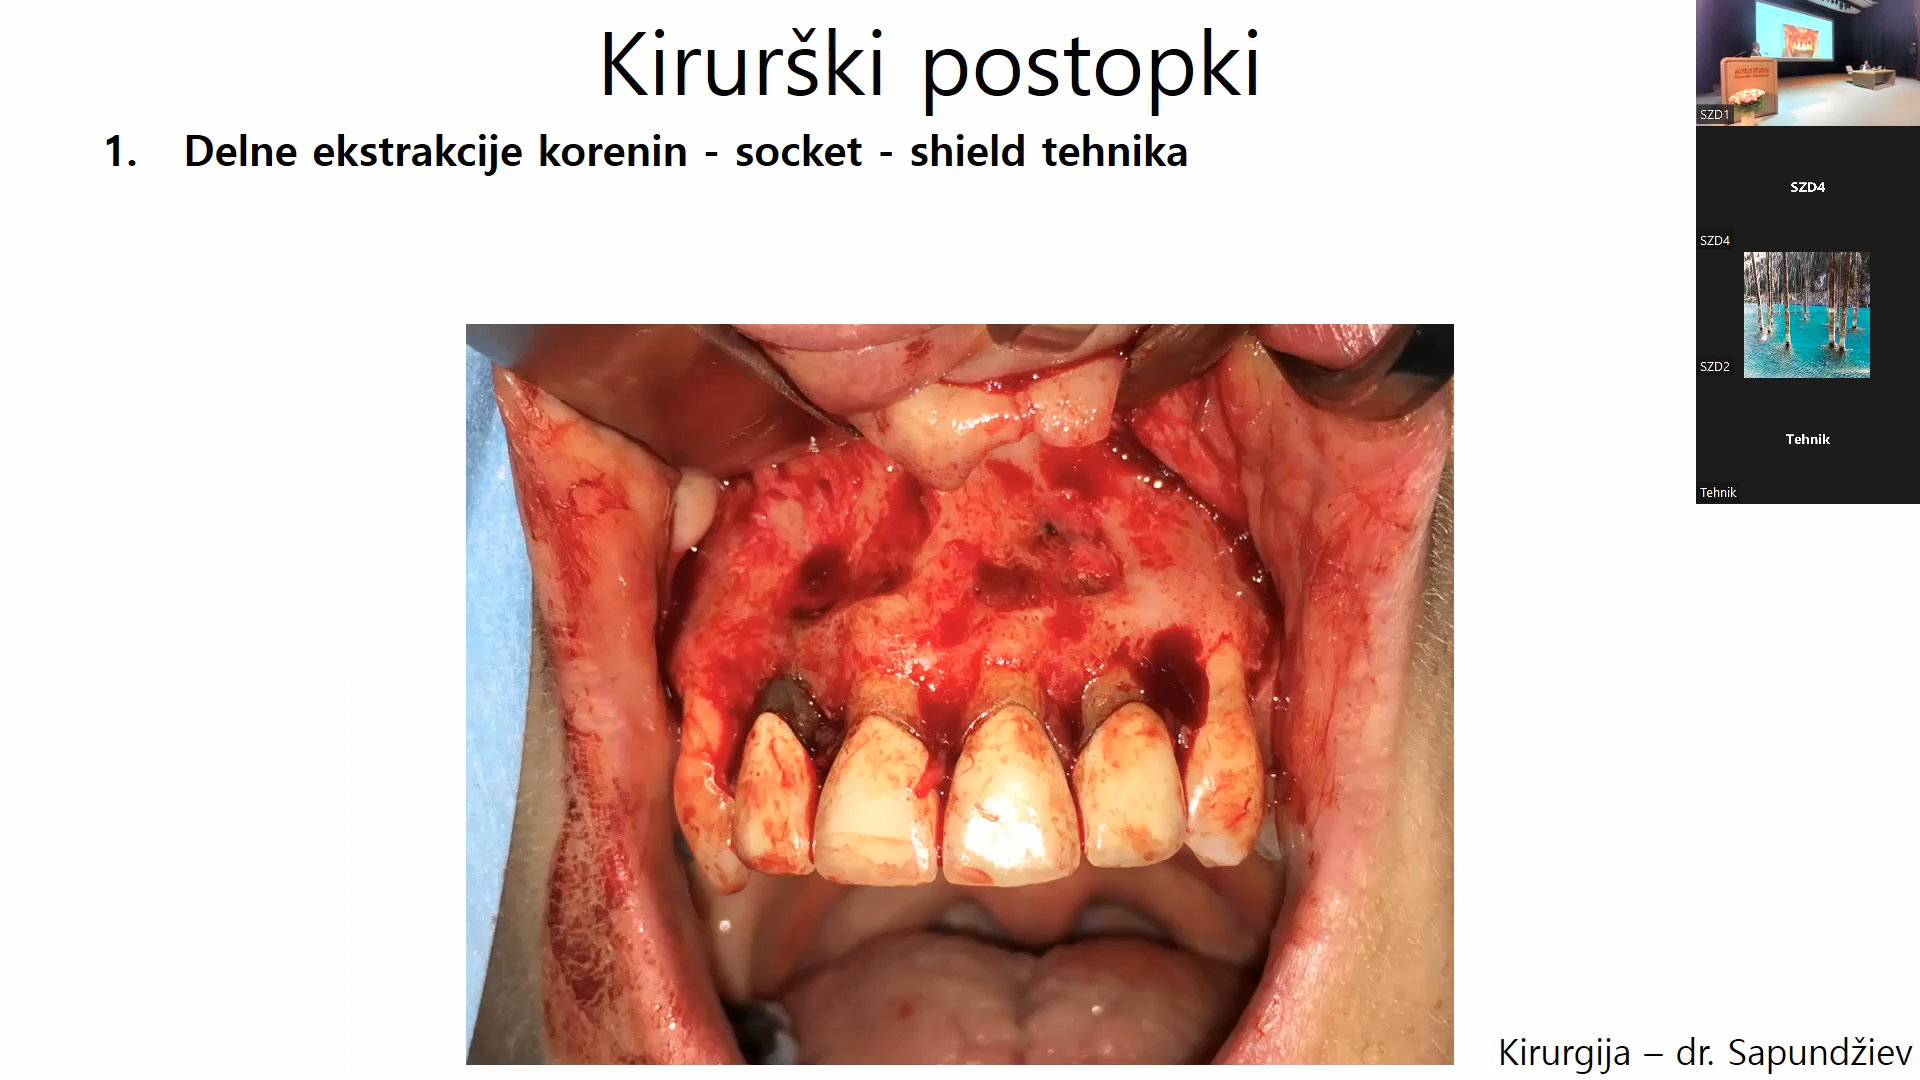 Kirurški postopki
1. Delne ekstrakcije korenin - socket - shield tehnika
Kirurgija – dr. Sapundžiev
SZD1
SZD4
SZD4
SZD2
Tehnik
Tehnik